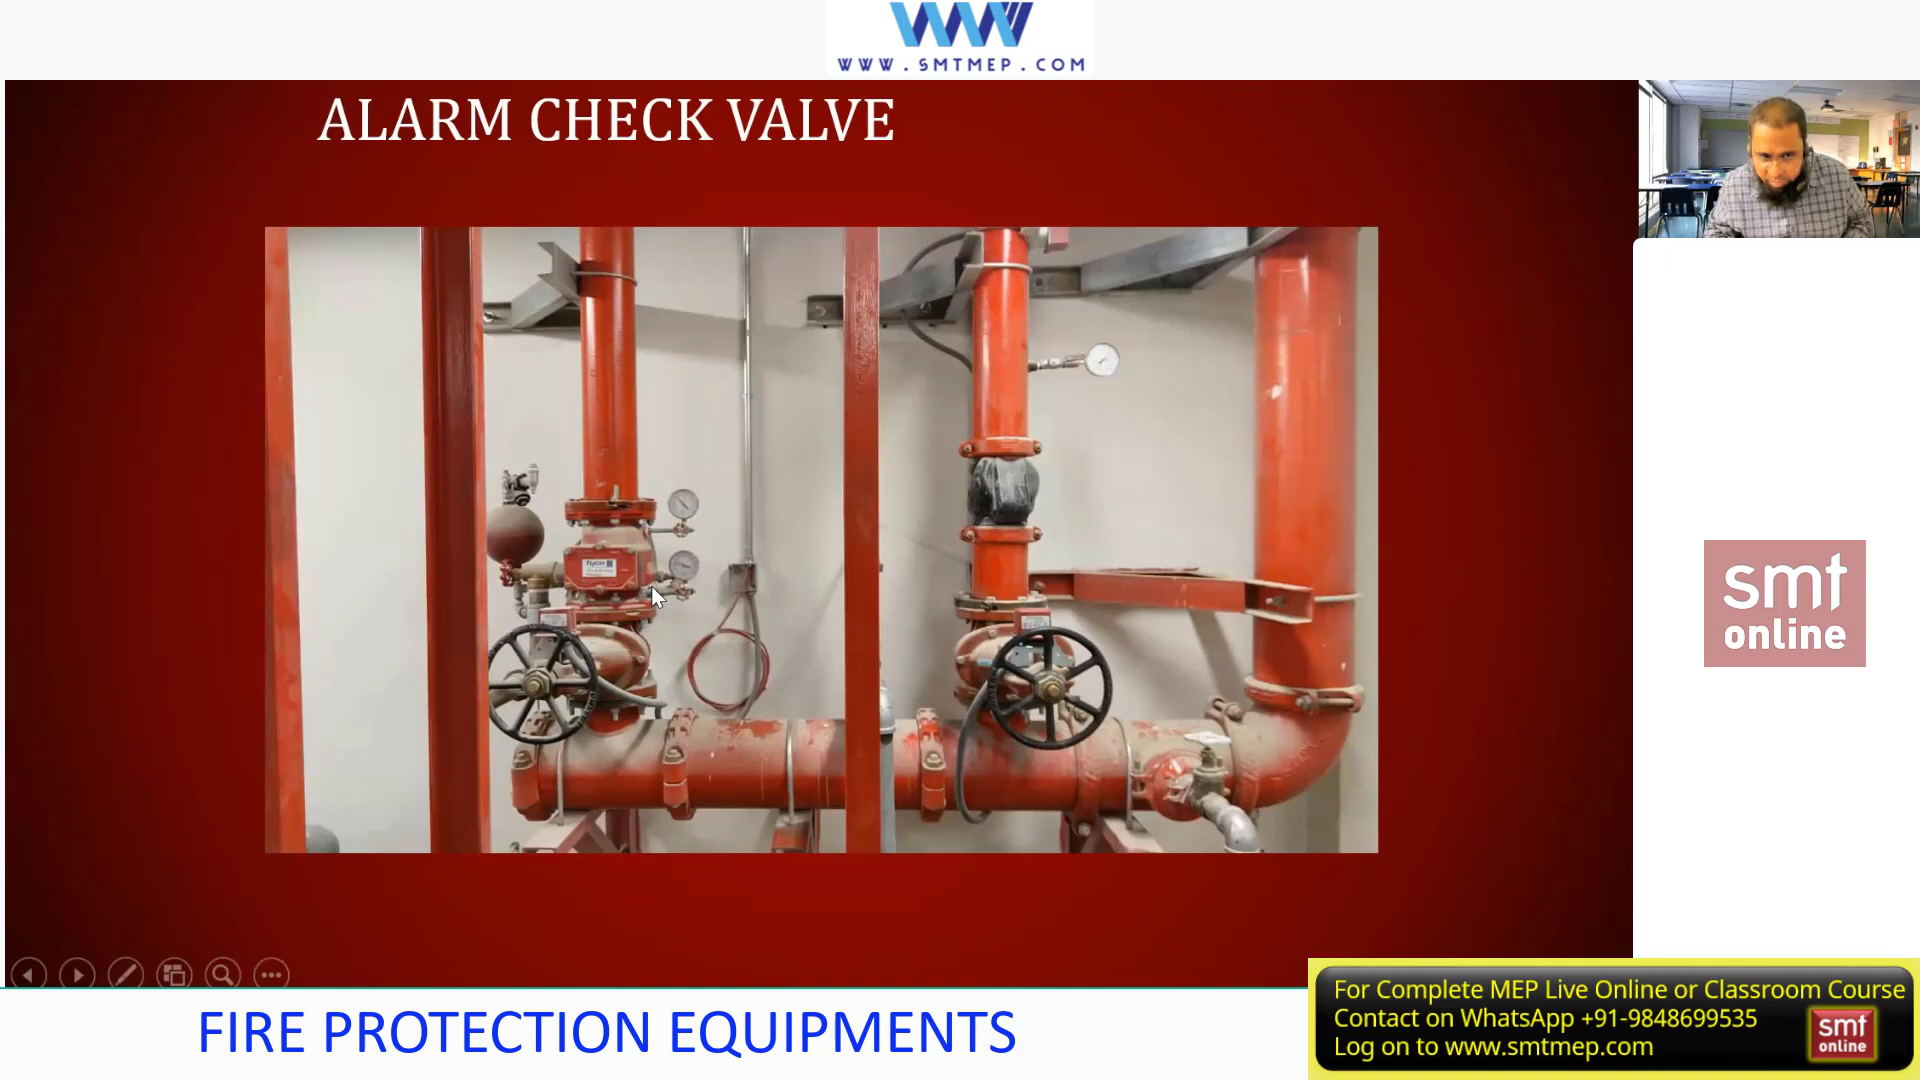 WWW.SMTMEP.COM
ALARM CHECK VALVE
tyco
smt
online
FIRE PROTECTION EQUIPMENTS
For Complete MEP Live Online or Classroom Course
Contact on WhatsApp +91-9848699535
Log on to www.smtmep.com
smt
online